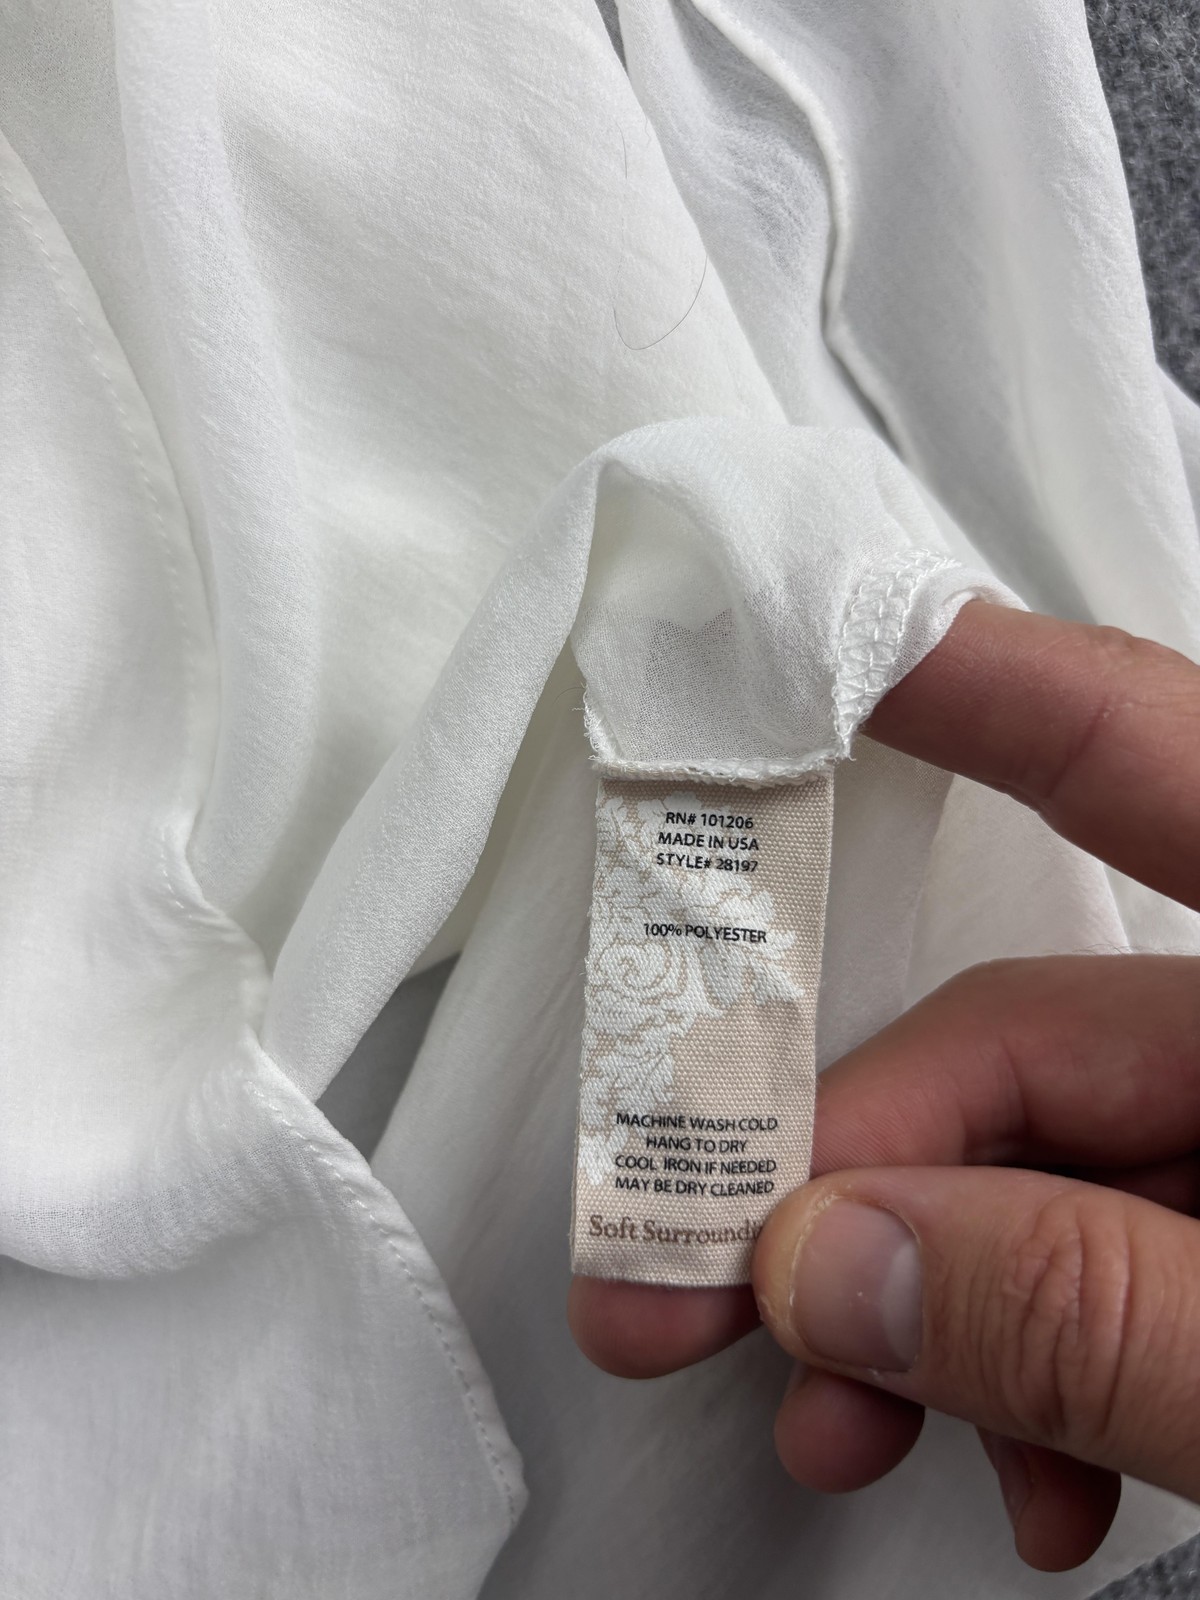 RN# 101206
MADE IN USA
STYLE# 28197
100% POLYESTER
MACHINE WASH COLD
HANG TO DRY
COOL IRON IF NEEDED
MAY BE DRY CLEANED
Soft